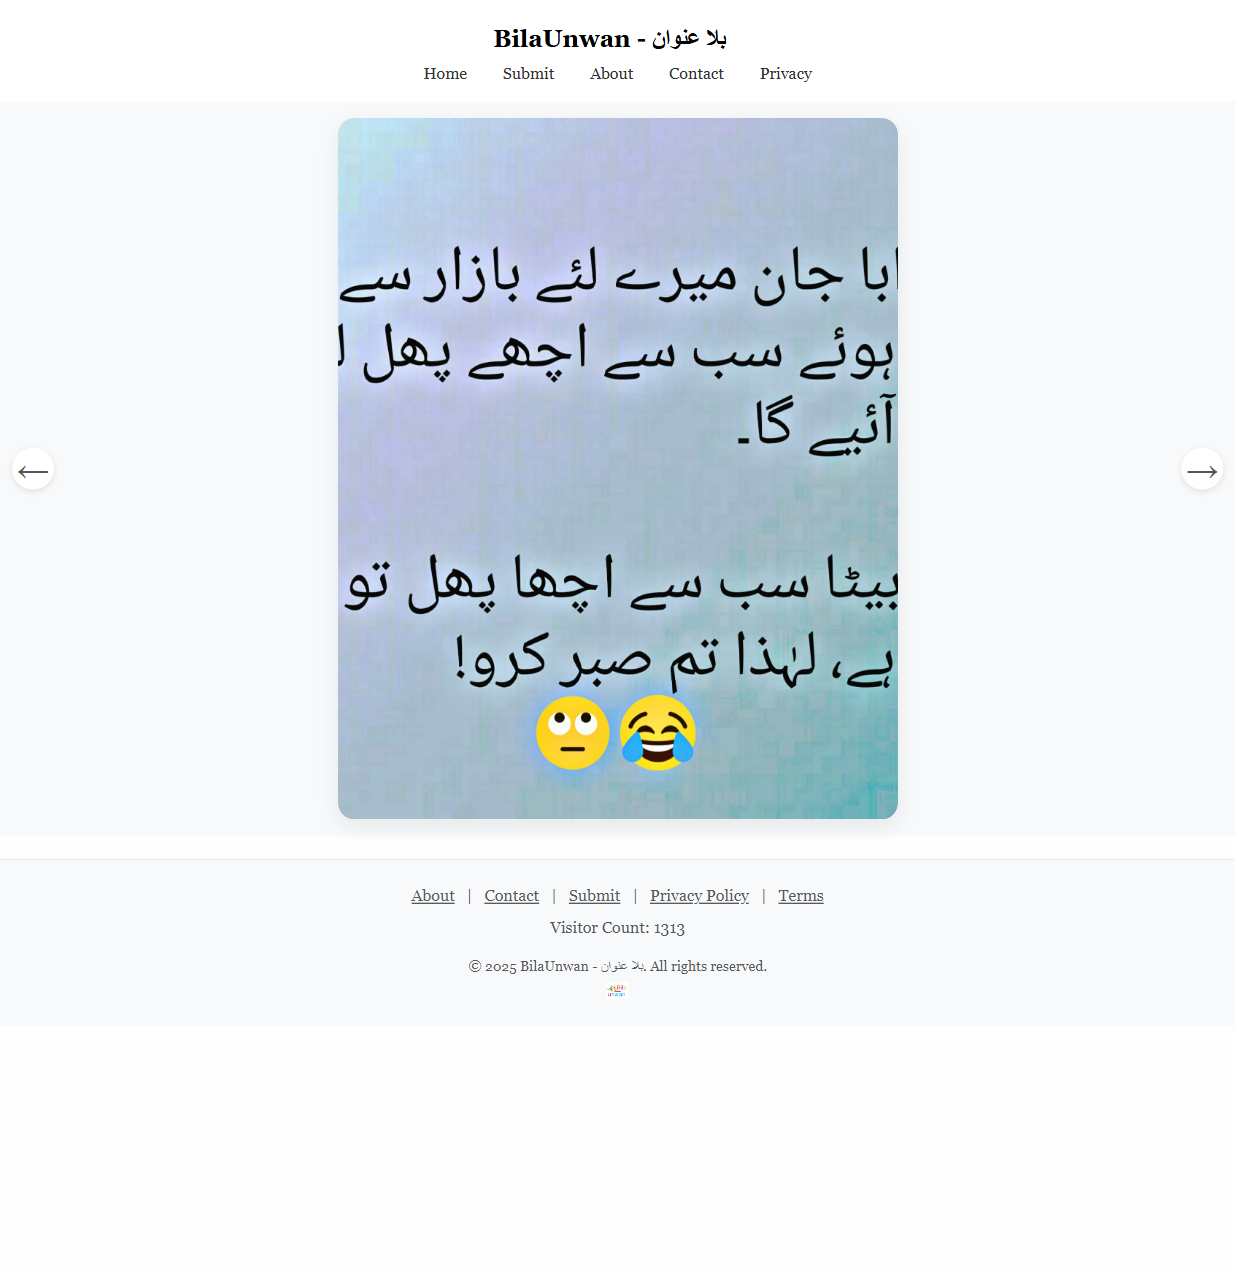 BilaUnwan - بلا عنوان
Home Submit About Contact Privacy
ابا جان میرے لئے بازار سے
ہوئے سب سے اچھے پھل
آئیے گا۔
بیٹا سب سے اچھا پھل تو
ہے، لہٰذا تم صبر کرو!
← →
About | Contact | Submit | Privacy Policy | Terms
Visitor Count: 1313
© 2025 BilaUnwan - بلا عنوان. All rights reserved.